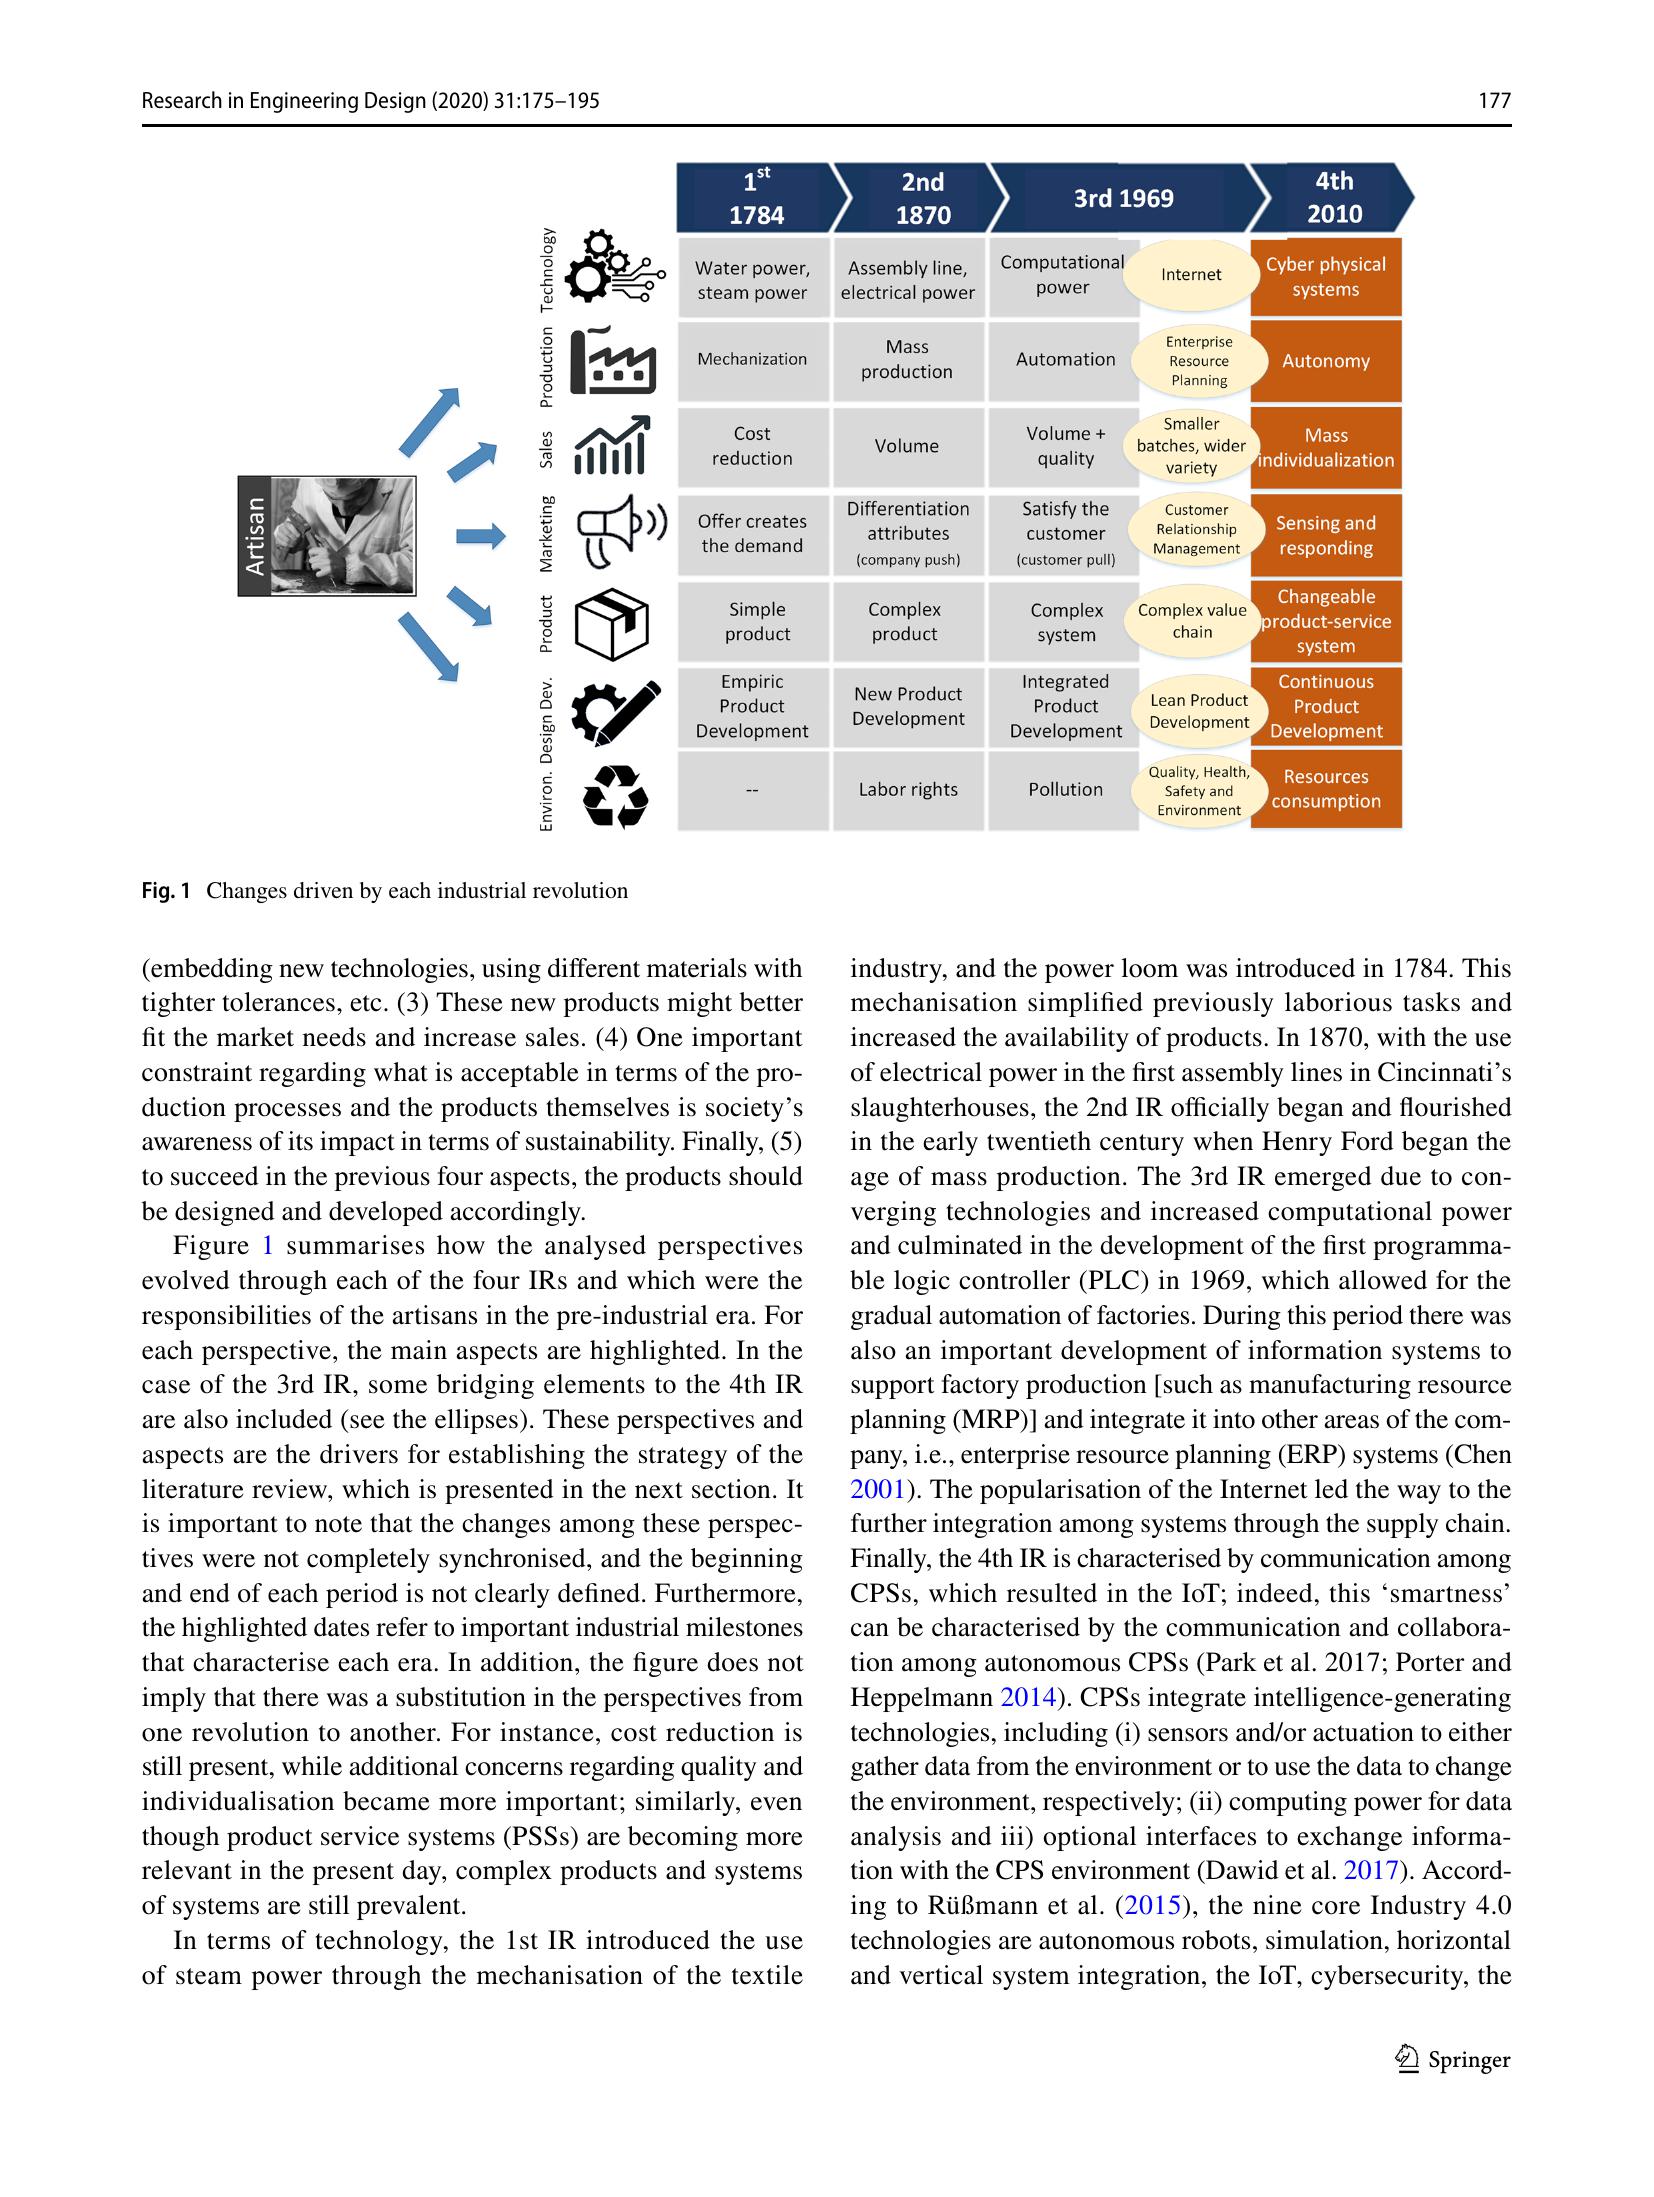 Research in Engineering Design (2020) 31:175–195
177
1st
1784
2nd
1870
3rd 1969
4th
2010
Technology
Water power,
steam power
Assembly line,
electrical power
Computational
power
Internet
Cyber physical
systems
Production
Mechanization
Mass
production
Automation
Enterprise
Resource
Planning
Autonomy
Sales
Cost
reduction
Volume
Volume +
quality
Smaller
batches, wider
variety
Mass
individualization
Artisan
Marketing
Offer creates
the demand
Differentiation
attributes
(company push)
Satisfy the
customer
(customer pull)
Customer
Relationship
Management
Sensing and
responding
Product
Simple
product
Complex
product
Complex
system
Complex value
chain
Changeable
product-service
system
Design Dev.
Empiric
Product
Development
New Product
Development
Integrated
Product
Development
Lean Product
Development
Continuous
Product
Development
Environ.
--
Labor rights
Pollution
Quality, Health,
Safety and
Environment
Resources
consumption
Fig. 1 Changes driven by each industrial revolution
(embedding new technologies, using different materials with
tighter tolerances, etc. (3) These new products might better
fit the market needs and increase sales. (4) One important
constraint regarding what is acceptable in terms of the pro-
duction processes and the products themselves is society's
awareness of its impact in terms of sustainability. Finally, (5)
to succeed in the previous four aspects, the products should
be designed and developed accordingly.
Figure 1 summarises how the analysed perspectives
evolved through each of the four IRs and which were the
responsibilities of the artisans in the pre-industrial era. For
each perspective, the main aspects are highlighted. In the
case of the 3rd IR, some bridging elements to the 4th IR
are also included (see the ellipses). These perspectives and
aspects are the drivers for establishing the strategy of the
literature review, which is presented in the next section. It
is important to note that the changes among these perspec-
tives were not completely synchronised, and the beginning
and end of each period is not clearly defined. Furthermore,
the highlighted dates refer to important industrial milestones
that characterise each era. In addition, the figure does not
imply that there was a substitution in the perspectives from
one revolution to another. For instance, cost reduction is
still present, while additional concerns regarding quality and
individualisation became more important; similarly, even
though product service systems (PSSs) are becoming more
relevant in the present day, complex products and systems
of systems are still prevalent.
In terms of technology, the 1st IR introduced the use
of steam power through the mechanisation of the textile
industry, and the power loom was introduced in 1784. This
mechanisation simplified previously laborious tasks and
increased the availability of products. In 1870, with the use
of electrical power in the first assembly lines in Cincinnati's
slaughterhouses, the 2nd IR officially began and flourished
in the early twentieth century when Henry Ford began the
age of mass production. The 3rd IR emerged due to con-
verging technologies and increased computational power
and culminated in the development of the first programma-
ble logic controller (PLC) in 1969, which allowed for the
gradual automation of factories. During this period there was
also an important development of information systems to
support factory production [such as manufacturing resource
planning (MRP)] and integrate it into other areas of the com-
pany, i.e., enterprise resource planning (ERP) systems (Chen
2001). The popularisation of the Internet led the way to the
further integration among systems through the supply chain.
Finally, the 4th IR is characterised by communication among
CPSs, which resulted in the IoT; indeed, this ‘smartness’
can be characterised by the communication and collabora-
tion among autonomous CPSs (Park et al. 2017; Porter and
Heppelmann 2014). CPSs integrate intelligence-generating
technologies, including (i) sensors and/or actuation to either
gather data from the environment or to use the data to change
the environment, respectively; (ii) computing power for data
analysis and iii) optional interfaces to exchange informa-
tion with the CPS environment (Dawid et al. 2017). Accord-
ing to Rüßmann et al. (2015), the nine core Industry 4.0
technologies are autonomous robots, simulation, horizontal
and vertical system integration, the IoT, cybersecurity, the
Springer